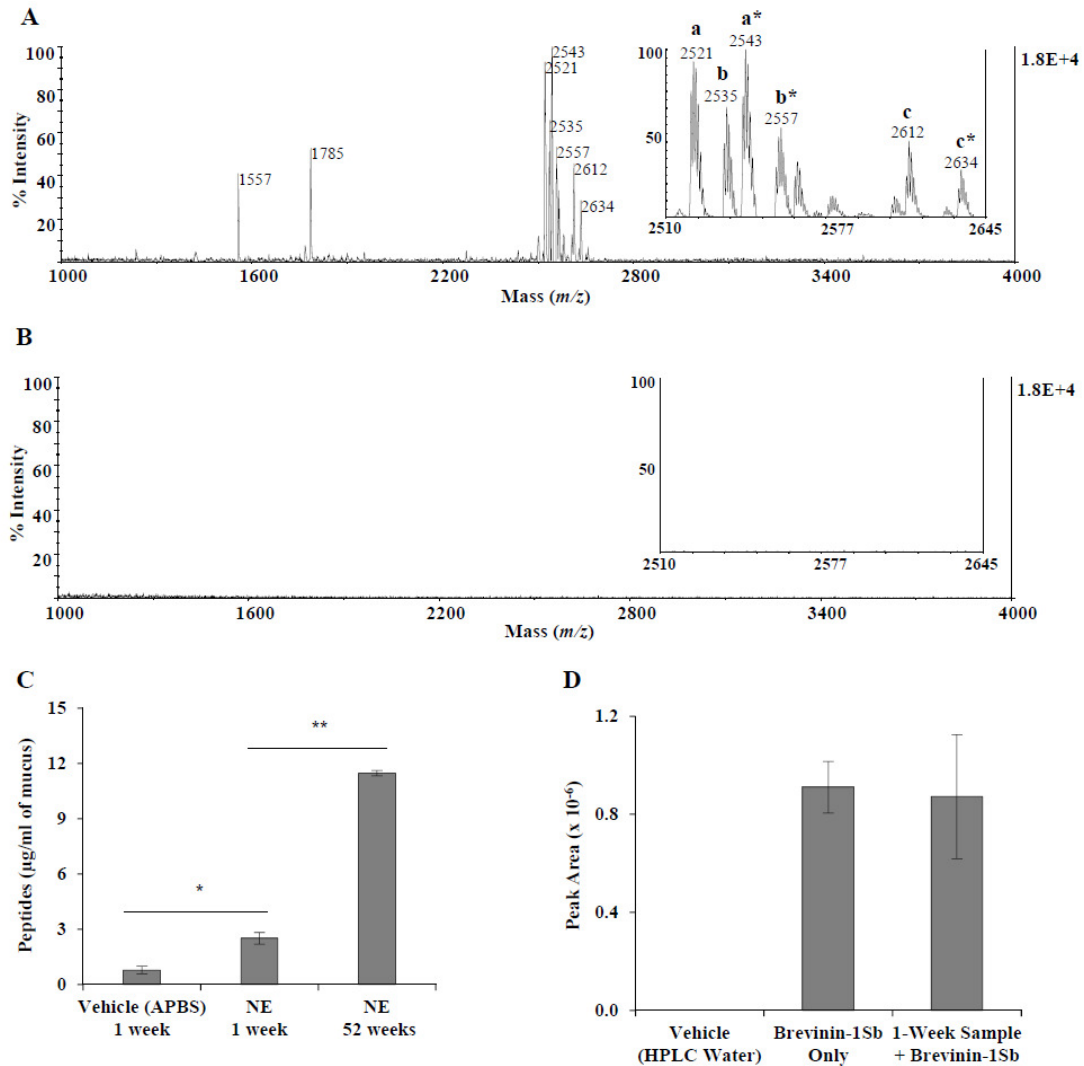 A
% Intensity
100
80
60
40
20
1557
1785
2543
2521
2535
2557
2612
2634
1000
1600
2200
2800
3400
4000
Mass (m/z)
1.8E+4
100
50
a
2521
b
2535
a*
2543
b*
2557
c
2612
c*
2634
2510
2577
2645
B
% Intensity
100
80
60
40
20
1000
1600
2200
2800
3400
4000
Mass (m/z)
1.8E+4
100
50
2510
2577
2645
C
Peptides (µg/ml of mucus)
15
12
9
6
3
0
*
**
Vehicle (APBS)
1 week
NE
1 week
NE
52 weeks
D
Peak Area (x 10⁻⁶)
1.2
0.8
0.4
0.0
Vehicle
(HPLC Water)
Brevinin-1Sb
Only
1-Week Sample
+ Brevinin-1Sb